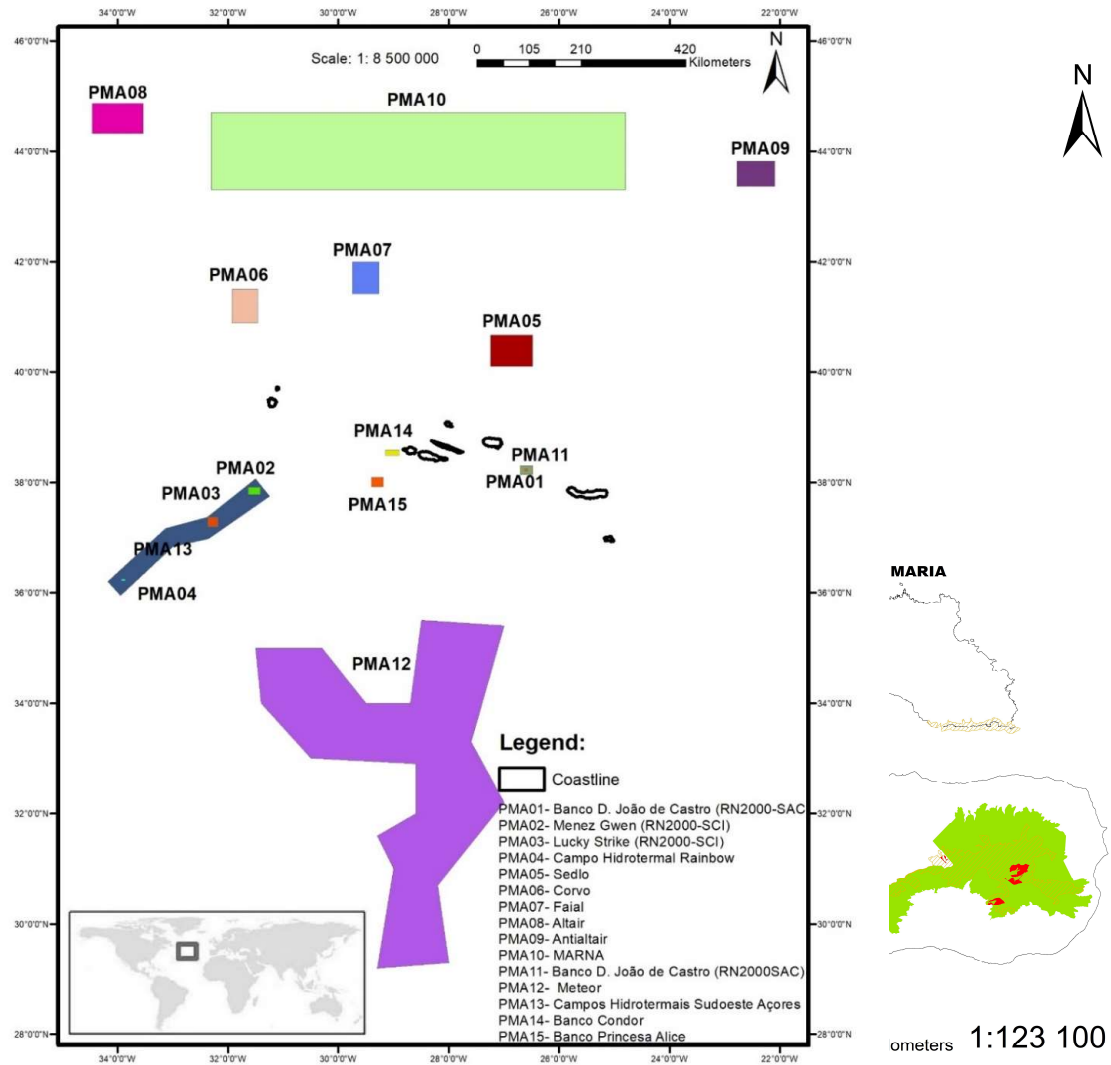 34°0'0"W 32°0'0"W 30°0'0"W 28°0'0"W 26°0'0"W 24°0'0"W 22°0'0"W
Scale: 1: 8 500 000
0 105 210 420
Kilometers
N
46°0'0"N 46°0'0"N
PMA08
PMA10
44°0'0"N 44°0'0"N
PMA09
42°0'0"N 42°0'0"N
PMA07
PMA06
PMA05
40°0'0"N 40°0'0"N
PMA14
PMA11
PMA02
PMA01
38°0'0"N 38°0'0"N
PMA03
PMA15
PMA13
PMA04
36°0'0"N 36°0'0"N
PMA12
34°0'0"N 34°0'0"N
Legend:
Coastline
32°0'0"N 32°0'0"N
PMA01- Banco D. João de Castro (RN2000-SAC
PMA02- Menez Gwen (RN2000-SCI)
PMA03- Lucky Strike (RN2000-SCI)
PMA04- Campo Hidrotermal Rainbow
PMA05- Sedlo
PMA06- Corvo
PMA07- Faial
PMA08- Altair
PMA09- Antialtair
PMA10- MARNA
PMA11- Banco D. João de Castro (RN2000SAC)
PMA12- Meteor
PMA13- Campos Hidrotermais Sudoeste Açores
PMA14- Banco Condor
PMA15- Banco Princesa Alice
30°0'0"N 30°0'0"N
28°0'0"N 28°0'0"N
34°0'0"W 32°0'0"W 30°0'0"W 28°0'0"W 26°0'0"W 24°0'0"W 22°0'0"W
N
MARIA
ometers 1:123 100